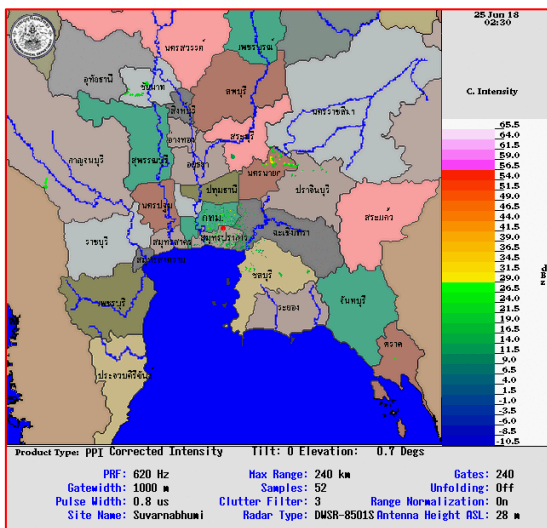 25 Jun 18
02:30
C. Intensity
นครสวรรค์
เพชรบูรณ์
อุทัยธานี
ชัยนาท
ลพบุรี
สิงห์บุรี
นครราชสีมา
อ่างทอง
สระบุรี
กาญจนบุรี
สุพรรณบุรี
อยุธยา
นครนายก
ปราจีนบุรี
ปทุมธานี
นครปฐม
กทม.
สระแก้ว
ฉะเชิงเทรา
ราชบุรี
สมุทรสาคร
สมุทรปราการ
ชลบุรี
เพชรบุรี
ระยอง
จันทบุรี
ตราด
ประจวบคีรีขันธ์
65.5
64.0
61.5
59.0
56.5
54.0
51.5
49.0
46.5
44.0
41.5
39.0
36.5
34.0
31.5
29.0
26.5
24.0
21.5
19.0
16.5
14.0
11.5
9.0
6.5
4.0
1.5
-1.0
-3.5
-6.0
-8.5
-10.5
Product Type: PPI Corrected Intensity Tilt: 0 Elevation: 0.7 Degs
PRF: 620 Hz Max Range: 240 km Gates: 240
Gatewidth: 1000 m Samples: 52 Unfolding: Off
Pulse Width: 0.8 us Clutter Filter: 3 Range Normalization: On
Site Name: Suvarnabhumi Radar Type: DWSR-8501S Antenna Height ASL: 28 m